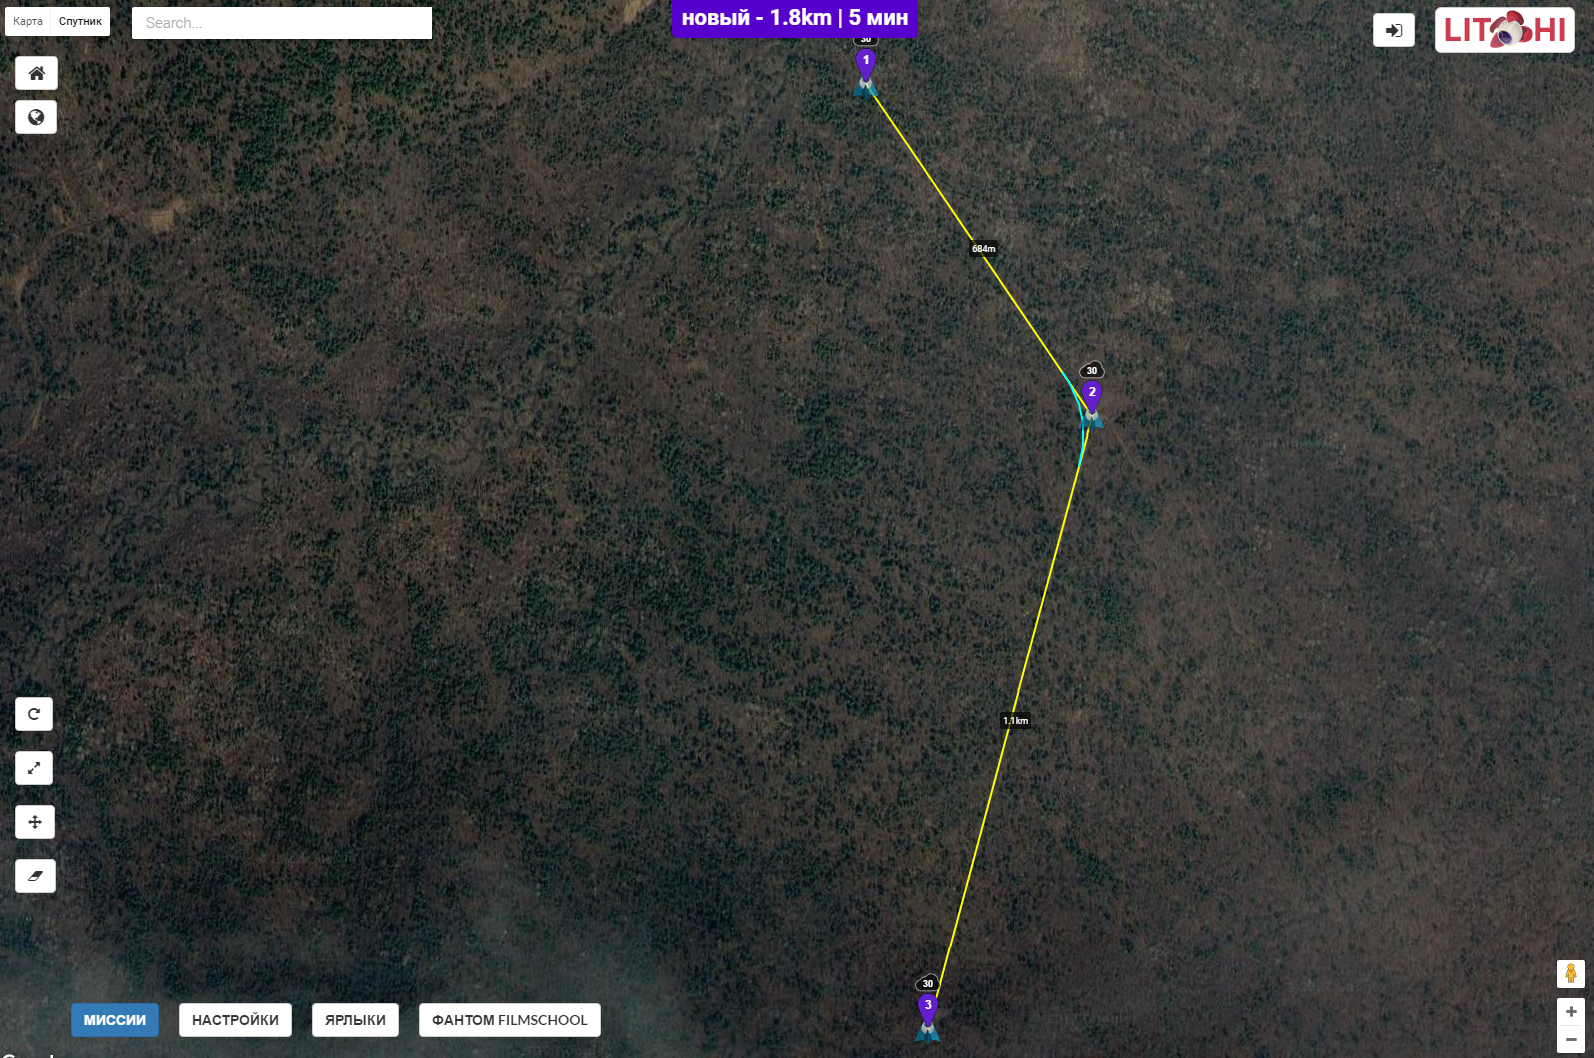 Карта Спутник
Search...
новый - 1.8km | 5 мин
LITCHI
30
1
684m
30
2
1.1km
30
3
МИССИИ
НАСТРОЙКИ
ЯРЛЫКИ
ФАНТОМ FILMSCHOOL